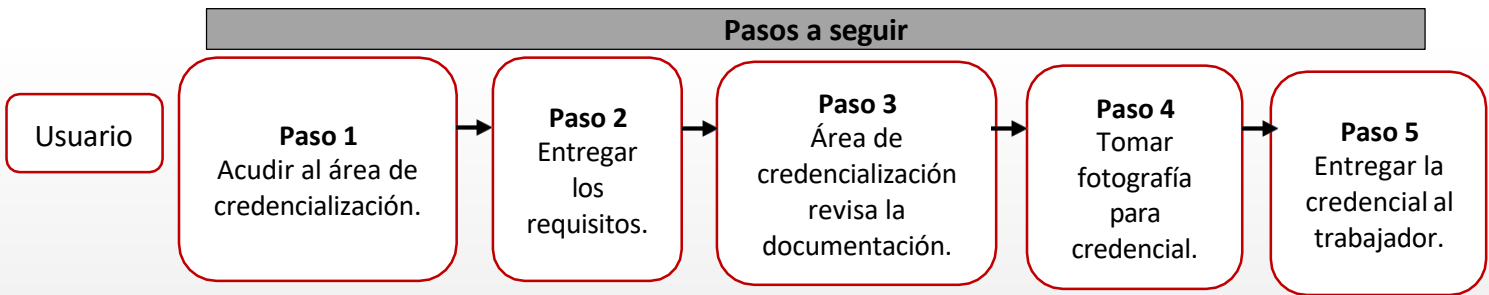 Pasos a seguir
Usuario
Paso 1
Acudir al área de
credencialización.
Paso 2
Entregar
los
requisitos.
Paso 3
Área de
credencialización
revisa la
documentación.
Paso 4
Tomar
fotografía
para
credencial.
Paso 5
Entregar la
credencial al
trabajador.